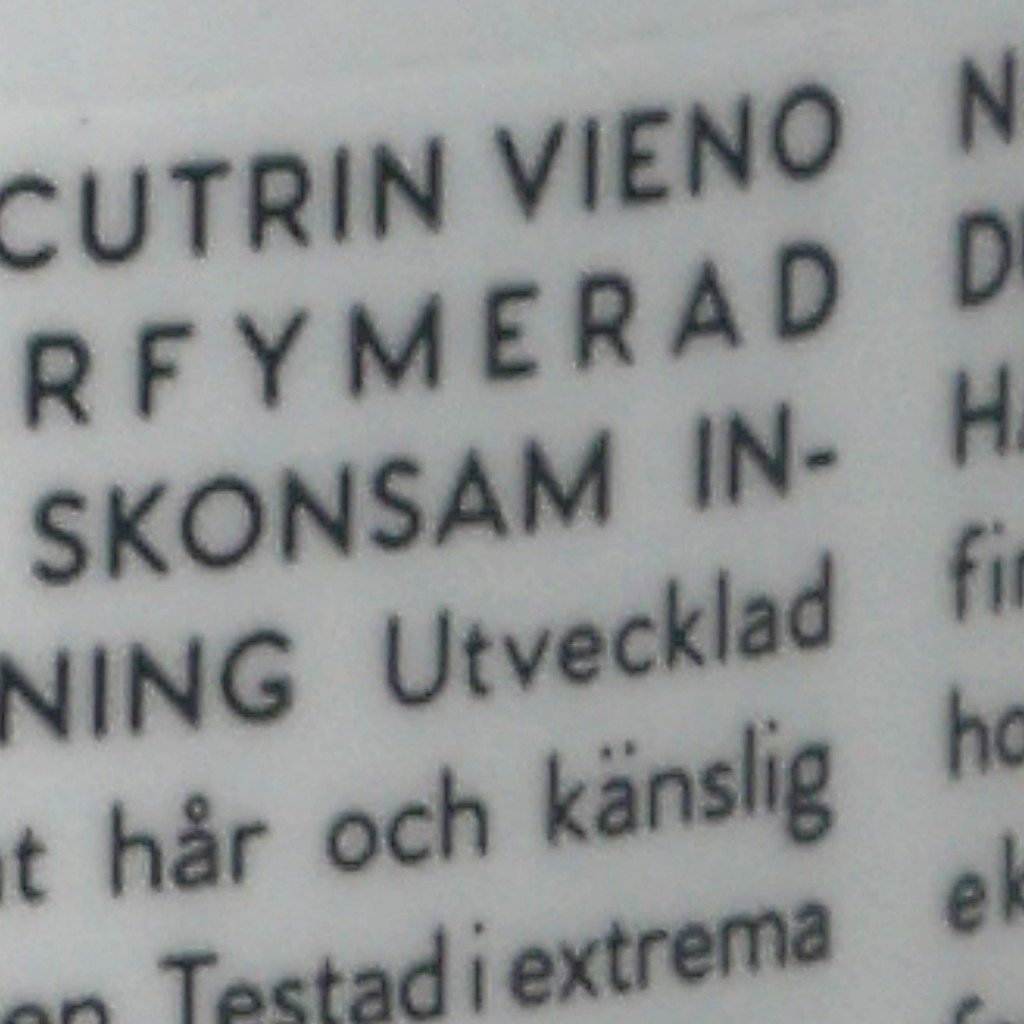 CUTRIN VIENO
RFYMERAD
SKONSAM IN-
NING Utvecklad
hår och känslig
Testad i extrema